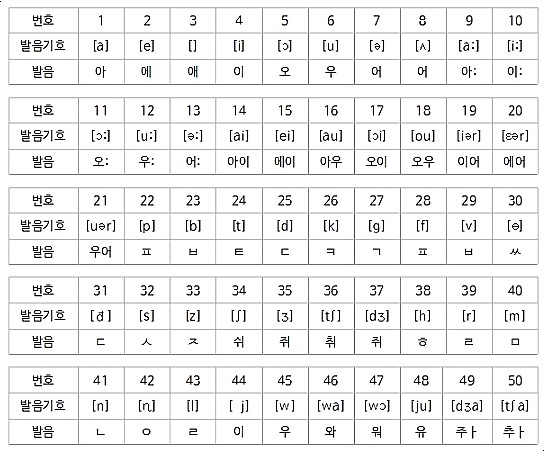 번호 1 2 3 4 5 6 7 8 9 10
발음기호 [a] [e] [] [i] [ɔ] [u] [ə] [ʌ] [a:] [i:]
발음 아 에 애 이 오 우 어 어 아: 이:
번호 11 12 13 14 15 16 17 18 19 20
발음기호 [ɔ:] [u:] [ə:] [ai] [ei] [au] [ɔi] [ou] [iər] [ɛər]
발음 오: 우: 어: 아이 에이 아우 오이 오우 이어 에어
번호 21 22 23 24 25 26 27 28 29 30
발음기호 [uər] [p] [b] [t] [d] [k] [g] [f] [v] [ɵ]
발음 우어 ㅍ ㅂ ㅌ ㄷ ㅋ ㄱ ㅍ ㅂ ㅆ
번호 31 32 33 34 35 36 37 38 39 40
발음기호 [ð] [s] [z] [ʃ] [ʒ] [tʃ] [dʒ] [h] [r] [m]
발음 ㄷ ㅅ ㅈ 쉬 쥐 취 쥐 ㅎ ㄹ ㅁ
번호 41 42 43 44 45 46 47 48 49 50
발음기호 [n] [ɳ] [l] [ j] [w] [wa] [wɔ] [ju] [dʒa] [tʃa]
발음 ㄴ ㅇ ㄹ 이 우 와 워 유 주ㅏ 추ㅏ